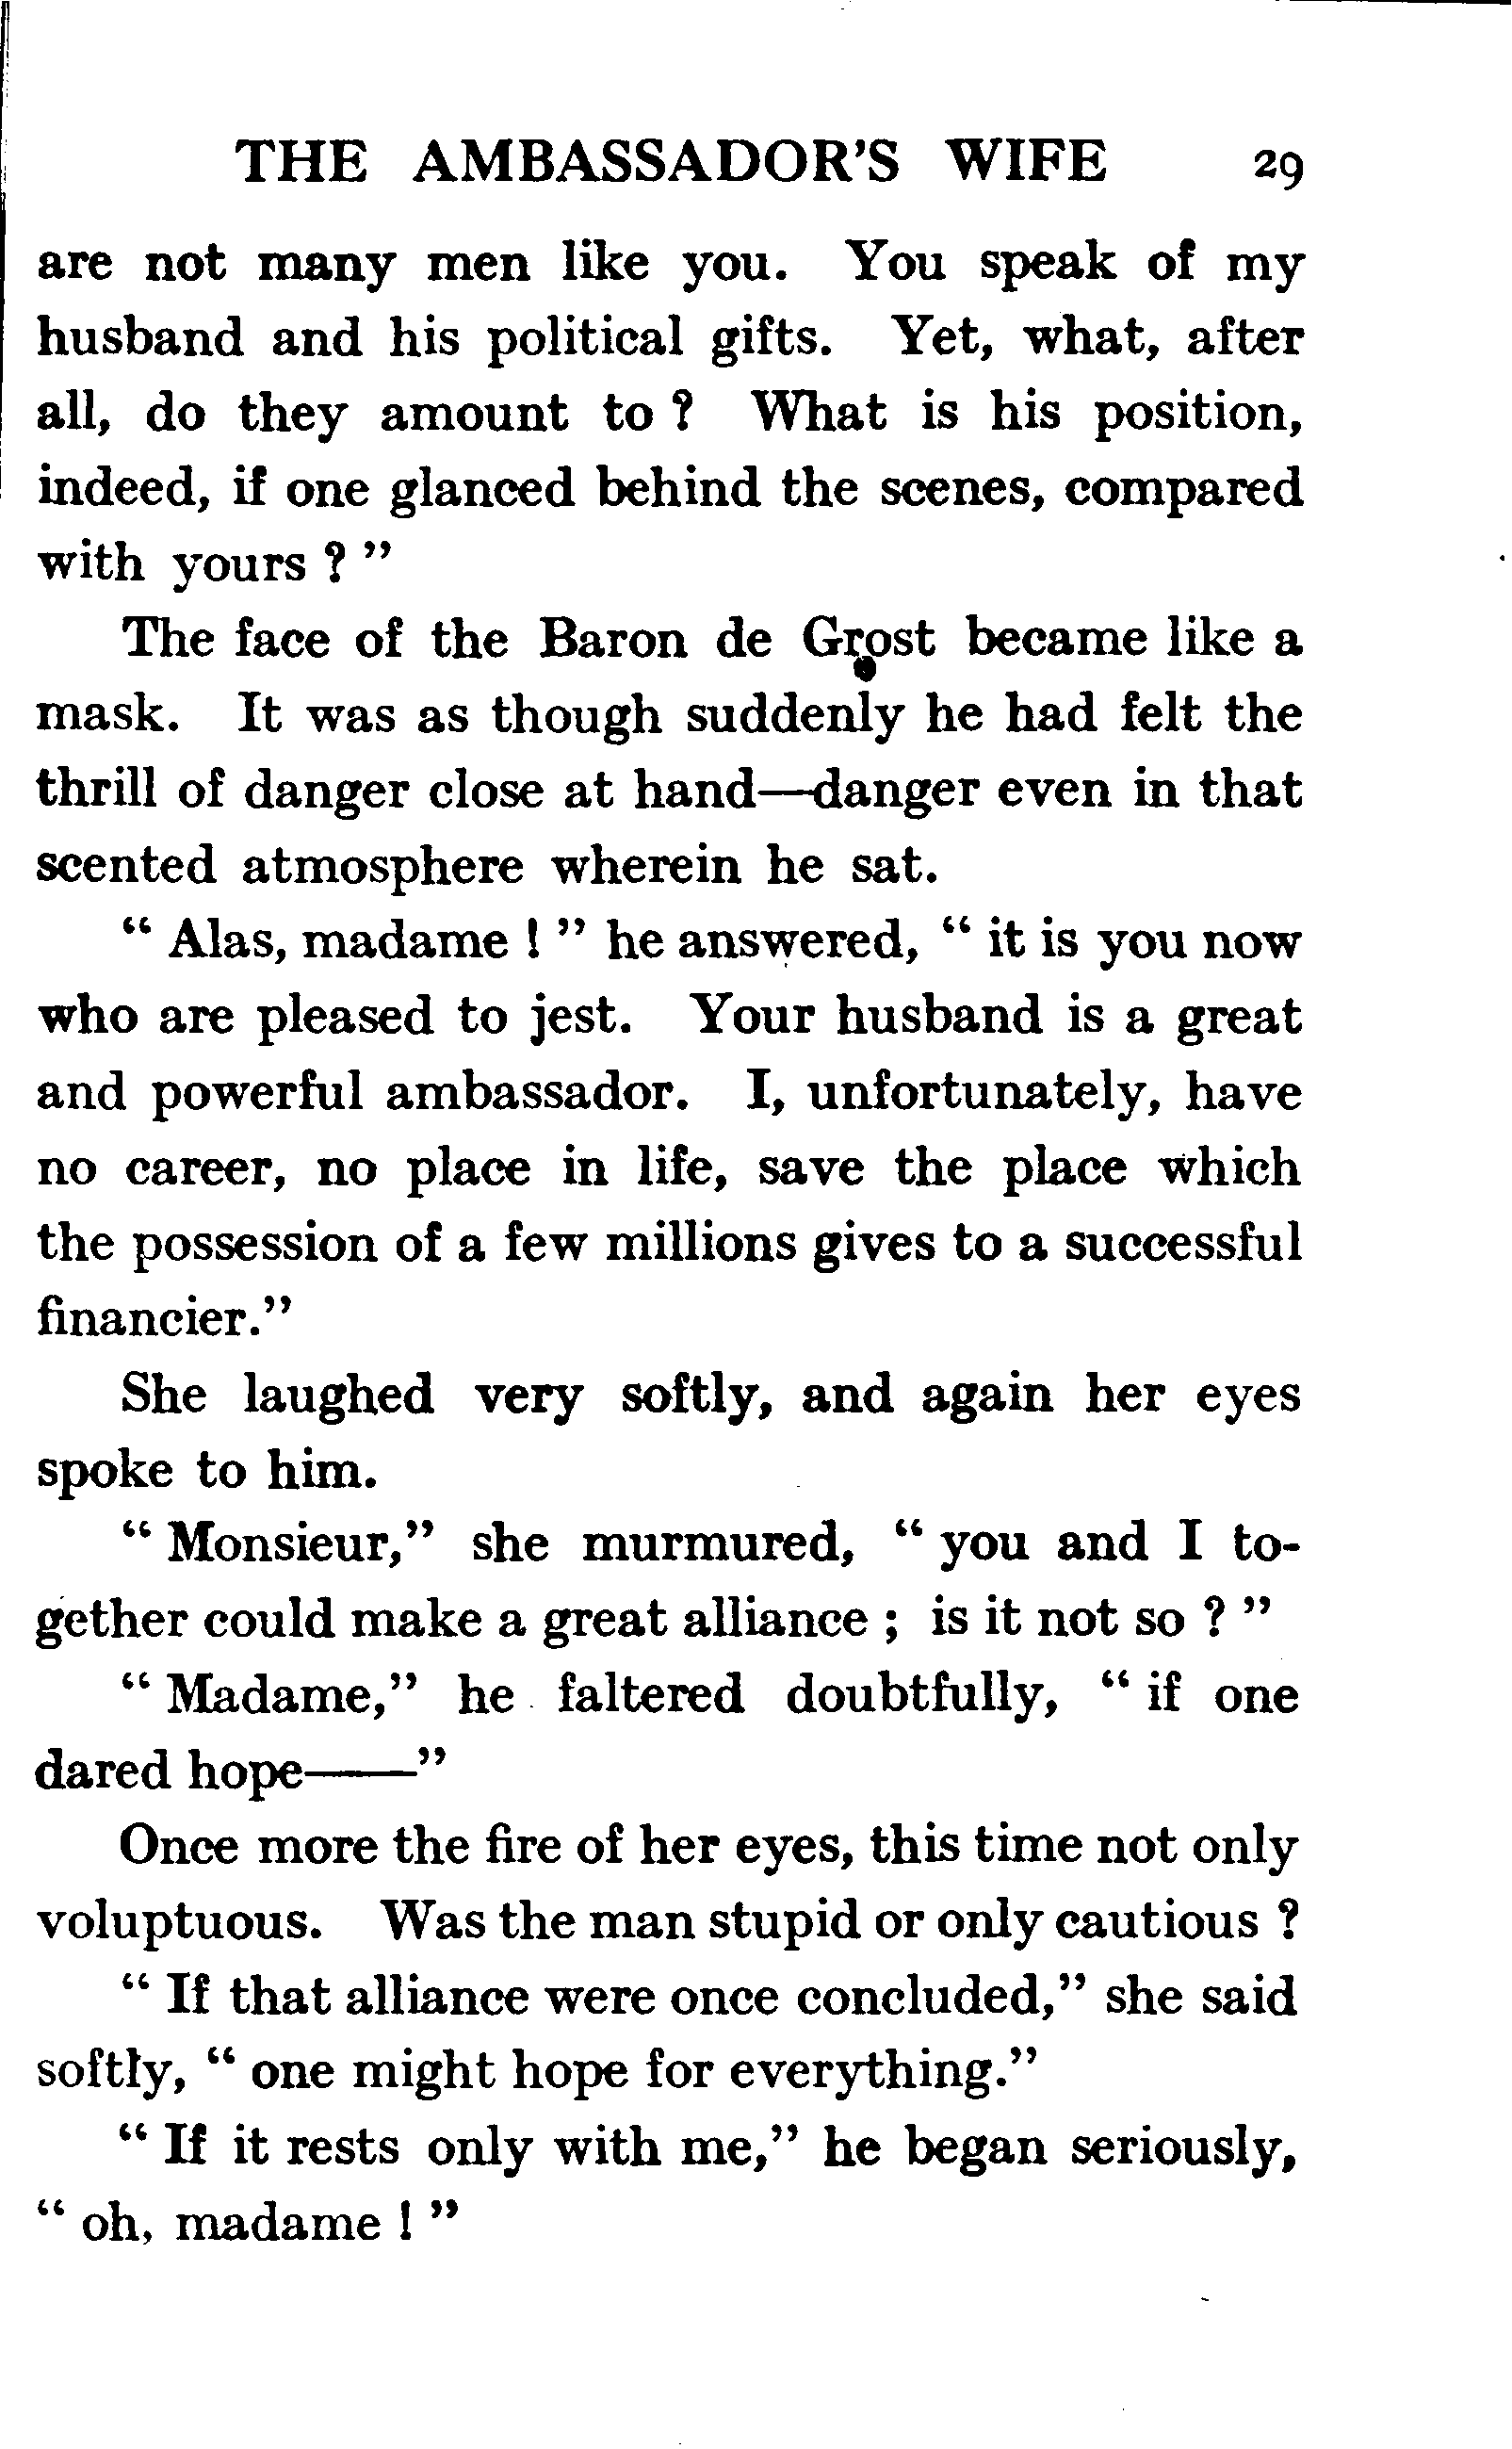 THE AMBASSADOR'S WIFE 29
are not many men like you. You speak of my
husband and his political gifts. Yet, what, after
all, do they amount to ? What is his position,
indeed, if one glanced behind the scenes, compared
with yours ? ”
The face of the Baron de Grost became like a
mask. It was as though suddenly he had felt the
thrill of danger close at hand—danger even in that
scented atmosphere wherein he sat.
“ Alas, madame ! ” he answered, “ it is you now
who are pleased to jest. Your husband is a great
and powerful ambassador. I, unfortunately, have
no career, no place in life, save the place which
the possession of a few millions gives to a successful
financier.”
She laughed very softly, and again her eyes
spoke to him.
“ Monsieur,” she murmured, “ you and I to-
gether could make a great alliance ; is it not so ? ”
“ Madame,” he faltered doubtfully, “ if one
dared hope——”
Once more the fire of her eyes, this time not only
voluptuous. Was the man stupid or only cautious ?
“ If that alliance were once concluded,” she said
softly, “ one might hope for everything.”
“ If it rests only with me,” he began seriously,
“ oh, madame ! ”